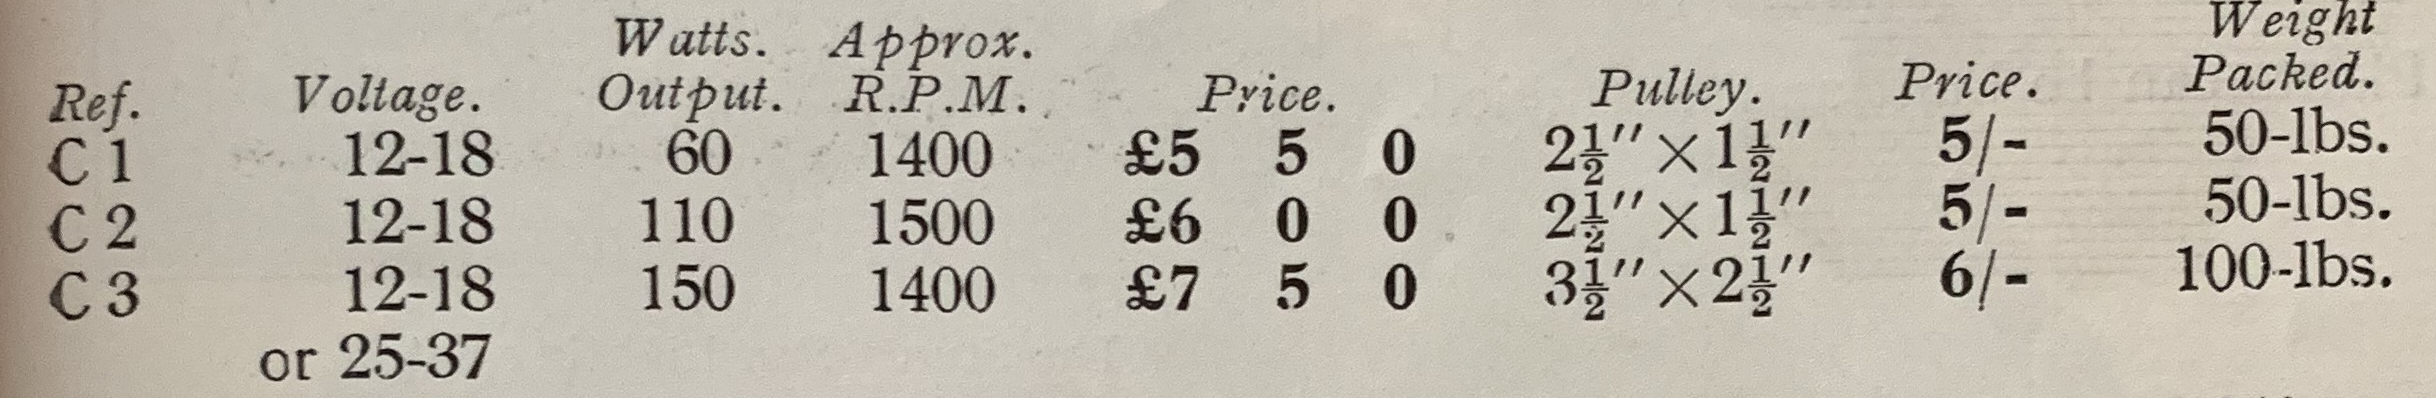 Weight
Watts. Approx.
Ref. Voltage. Output. R.P.M. Price. Pulley. Price. Packed.
C 1 12-18 60 1400 £5 5 0 2½″×1½″ 5/- 50-lbs.
C 2 12-18 110 1500 £6 0 0 2½″×1½″ 5/- 50-lbs.
C 3 12-18 150 1400 £7 5 0 3½″×2½″ 6/- 100-lbs.
or 25-37